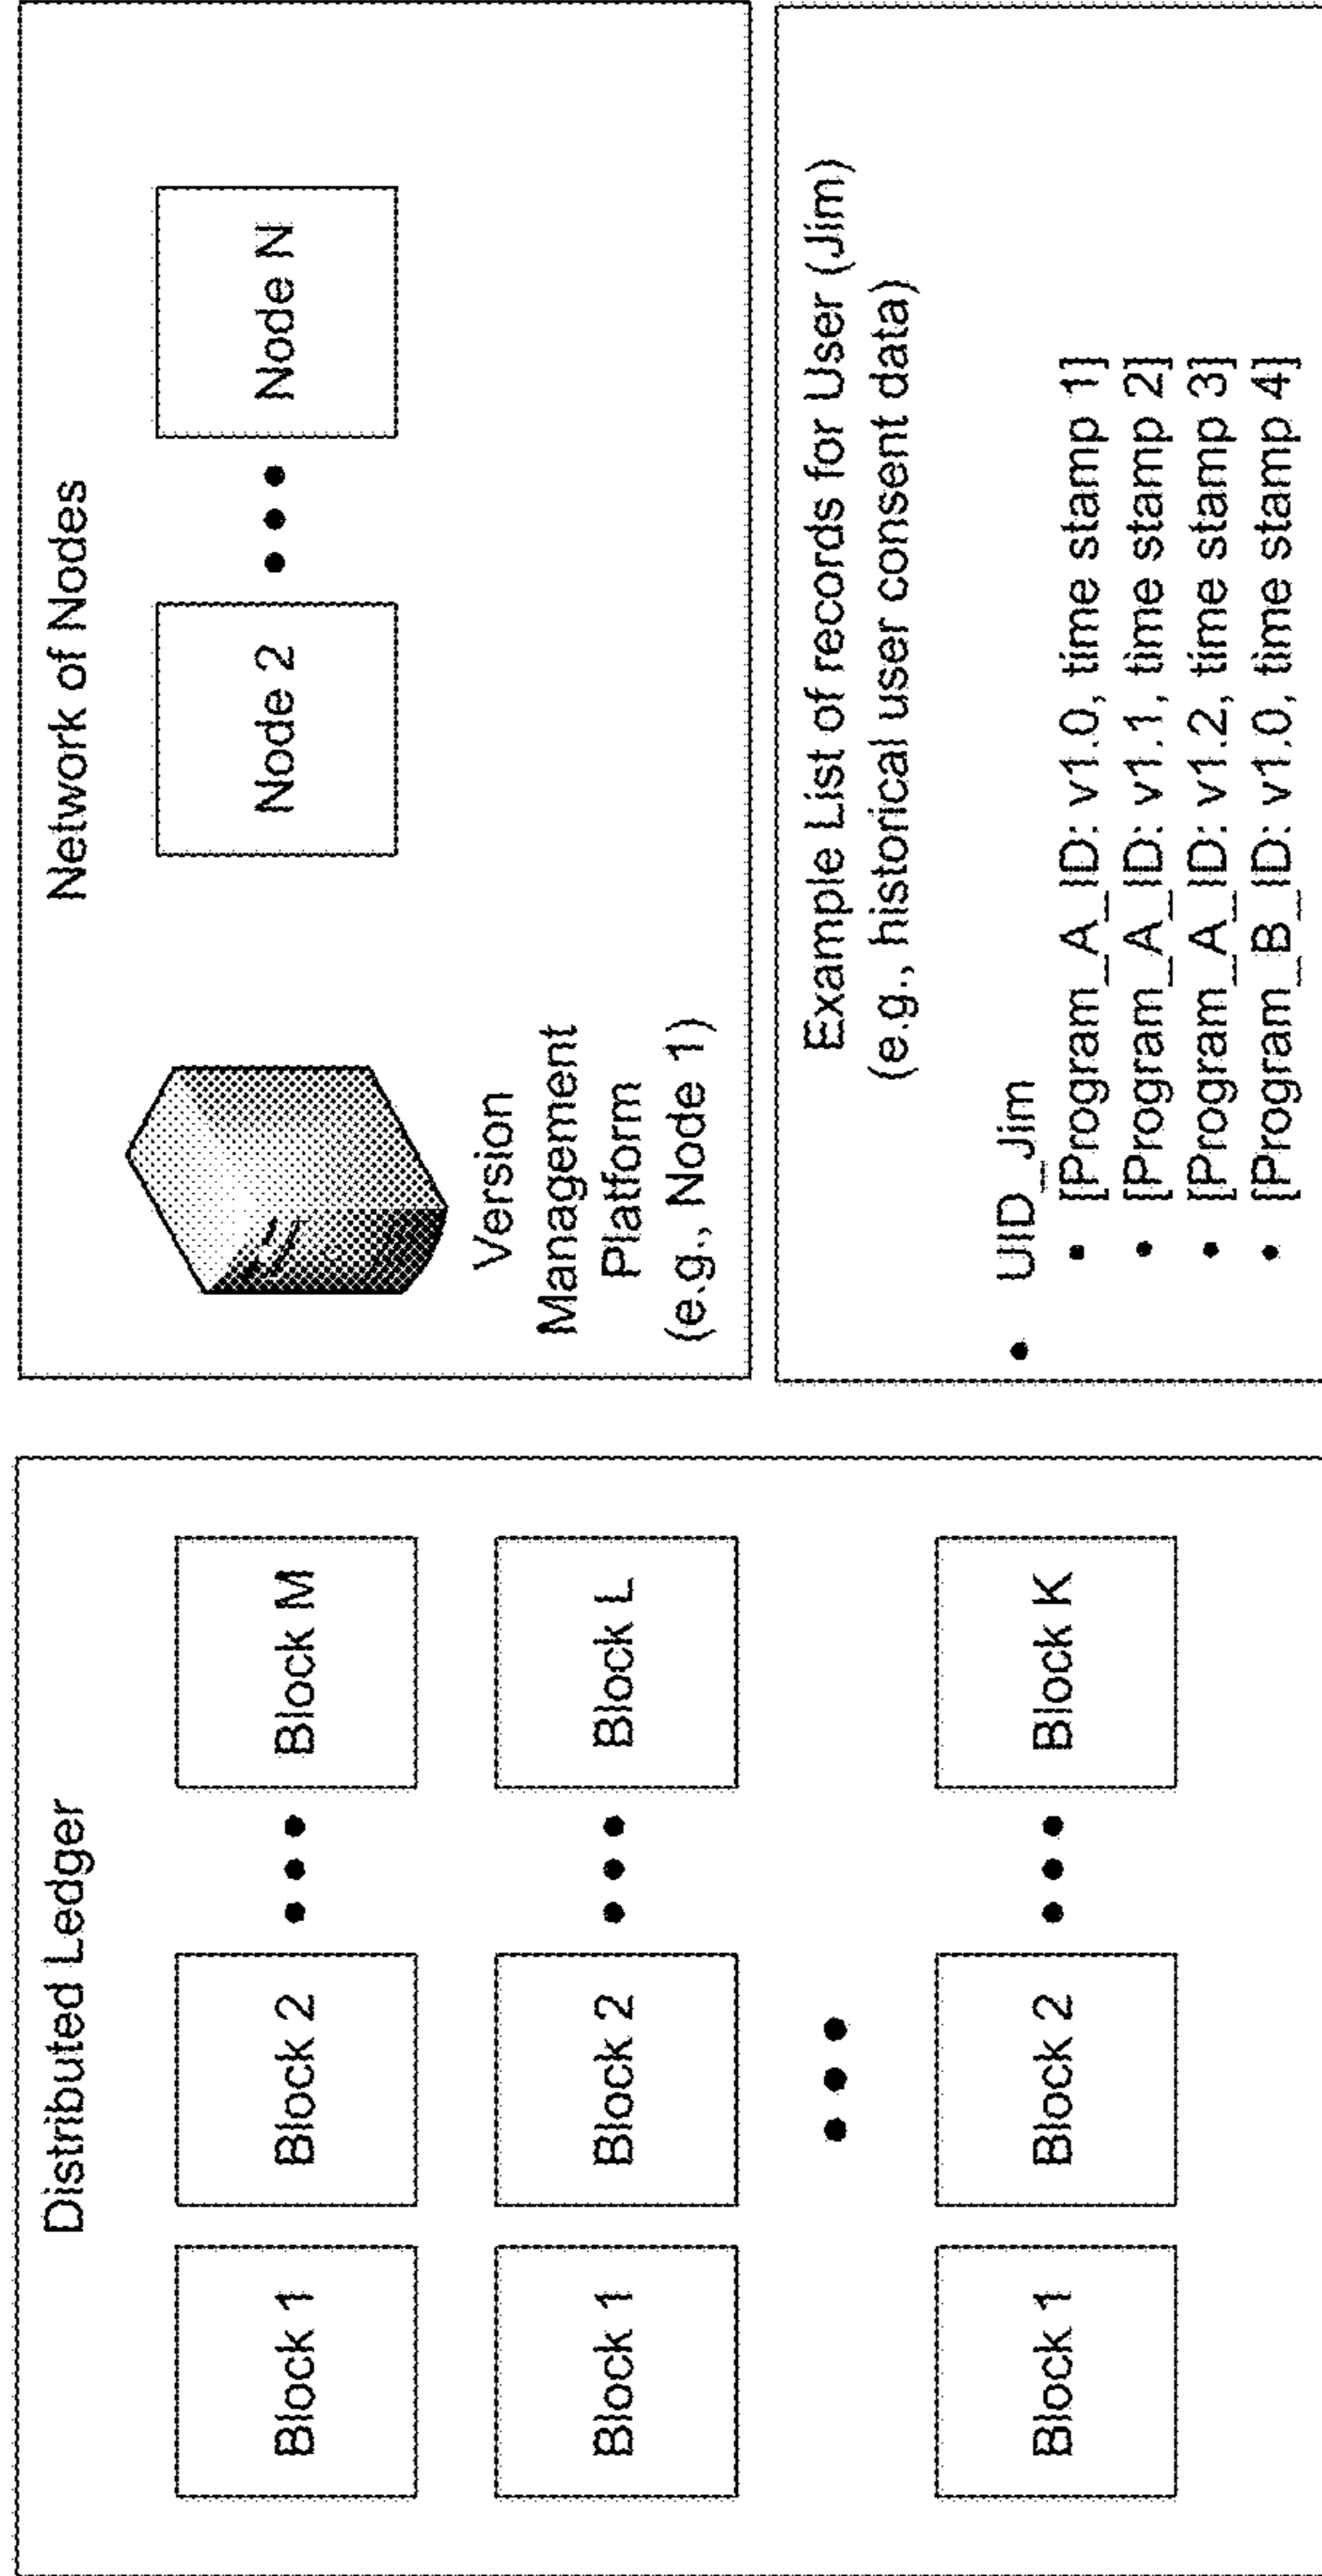 Distributed Ledger
Block 1
Block 2
Block M
Block 1
Block 2
Block L
Block 1
Block 2
Block K
Network of Nodes
Version
Management
Platform
(e.g., Node 1)
Node 2
Node N
Example List of records for User (Jim)
(e.g., historical user consent data)
• UID_Jim
• [Program_A_ID: v1.0, time stamp 1]
• [Program_A_ID: v1.1, time stamp 2]
• [Program_A_ID: v1.2, time stamp 3]
• [Program_B_ID: v1.0, time stamp 4]